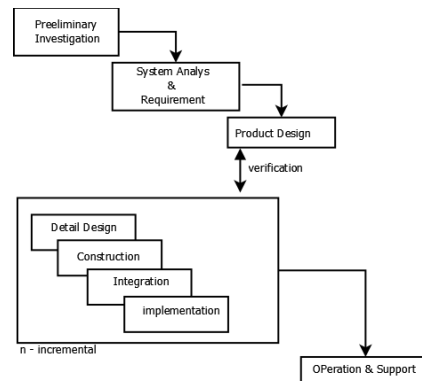 Preeliminary
Investigation
System Analys
&
Requirement
Product Design
verification
Detail Design
Construction
Integration
implementation
n - incremental
OPeration & Support